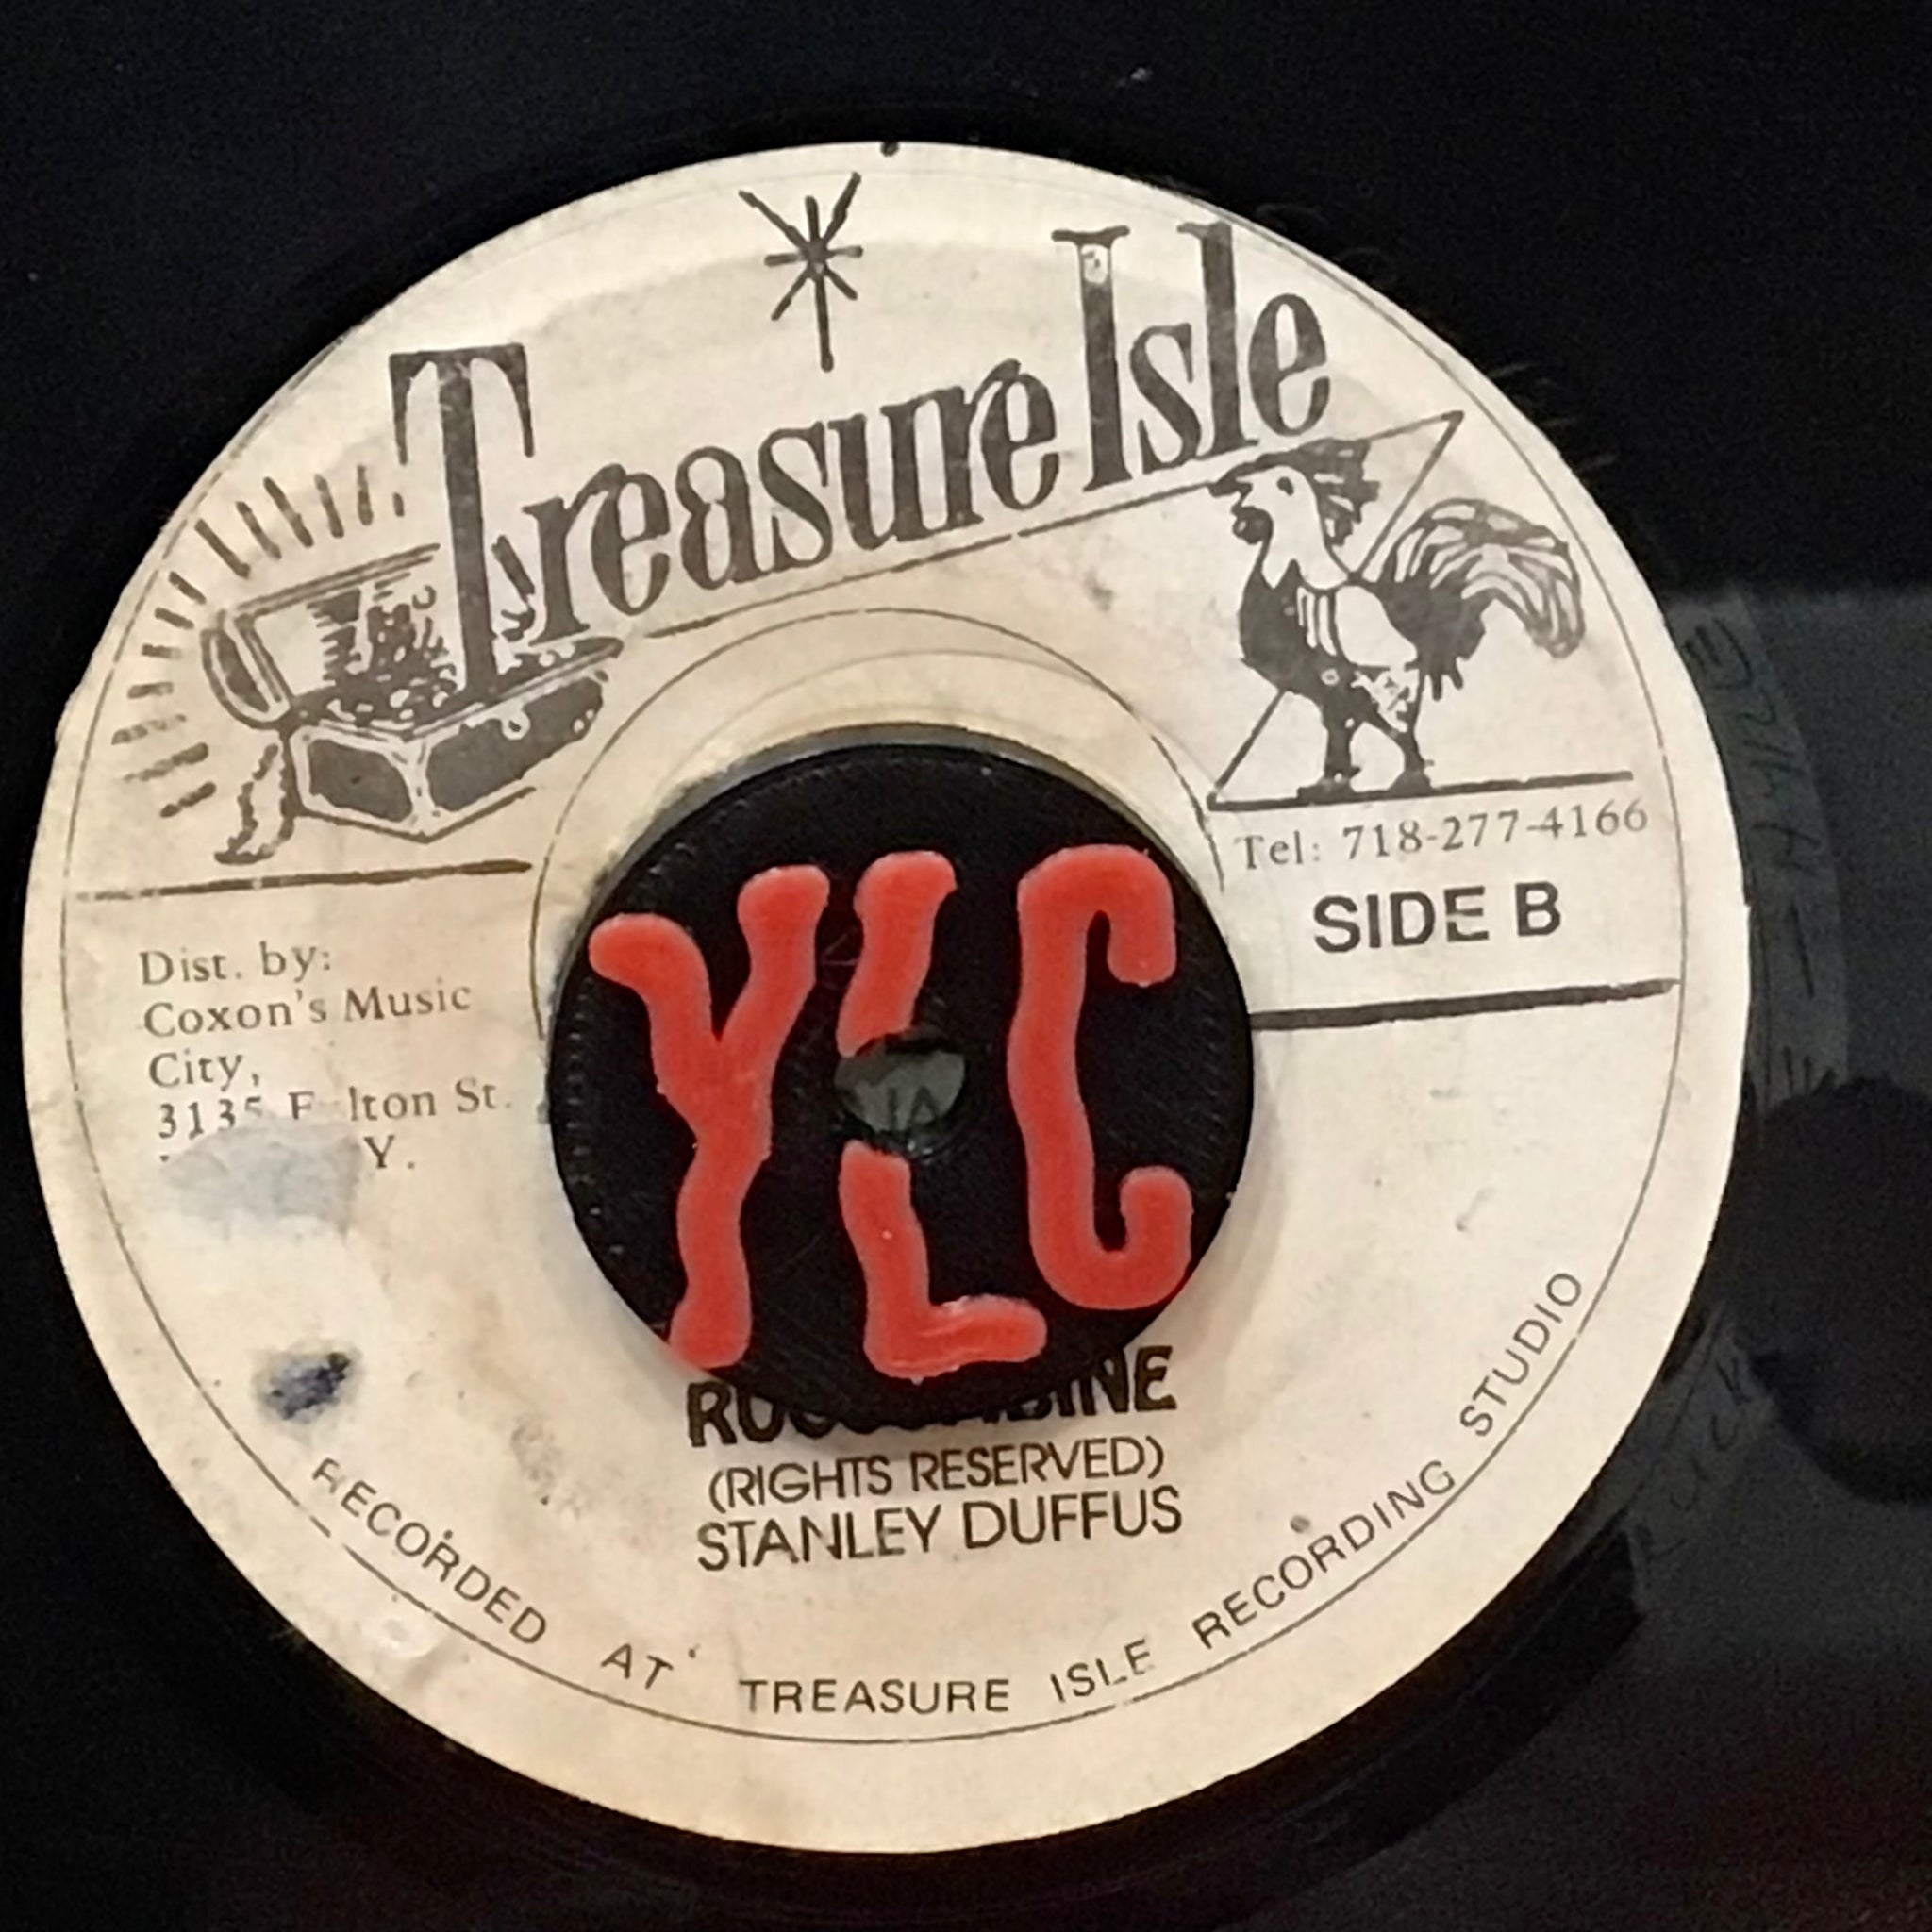 Treasure Isle
Tel: 718-277-4166
SIDE B
Dist. by:
Coxon's Music
City,
St.
Y.
YLC
(RIGHTS RESERVED)
STANLEY DUFFUS
RECORDED AT TREASURE ISLE RECORDING STUDIO